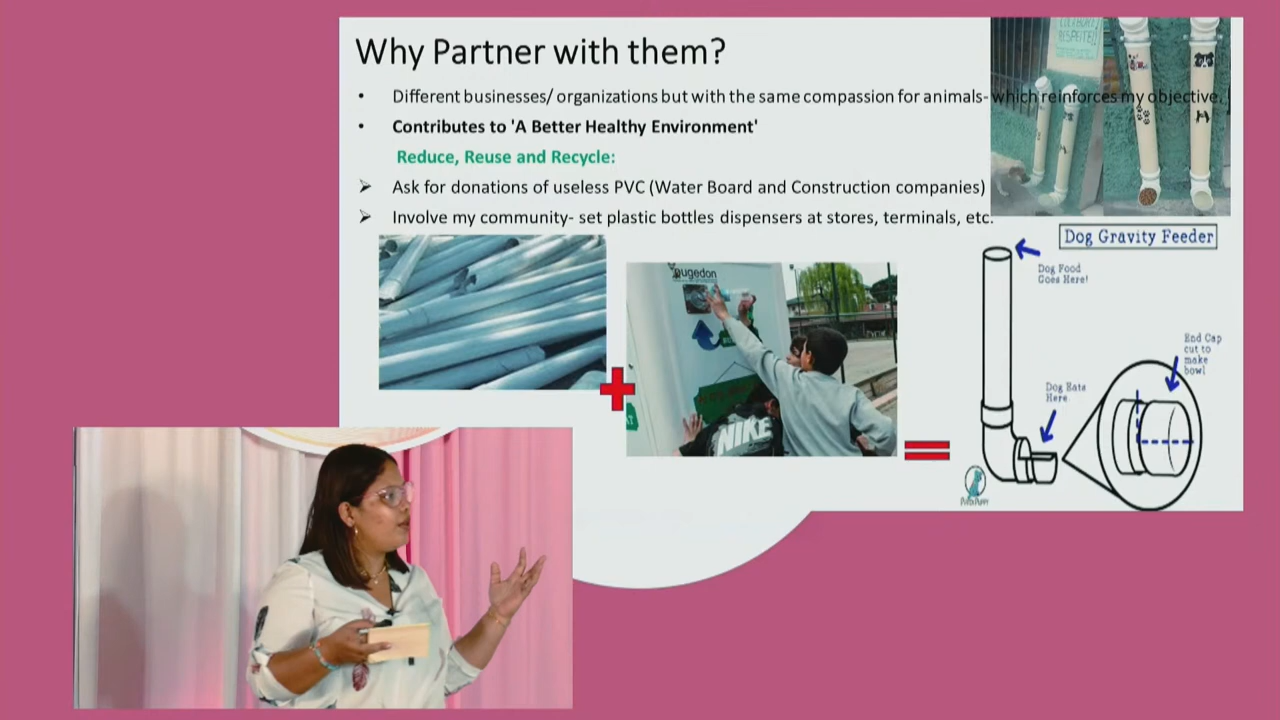 Why Partner with them?
• Different businesses/ organizations but with the same compassion for animals- which reinforces my objective.
• Contributes to 'A Better Healthy Environment'
Reduce, Reuse and Recycle:
➢ Ask for donations of useless PVC (Water Board and Construction companies)
➢ Involve my community- set plastic bottles dispensers at stores, terminals, etc.
RESPETE!!
Dog Gravity Feeder
Dog Food
Goes Here!
End Cap
cut to
make
bowl
Dog Eats
Here
pugedon
NIKE